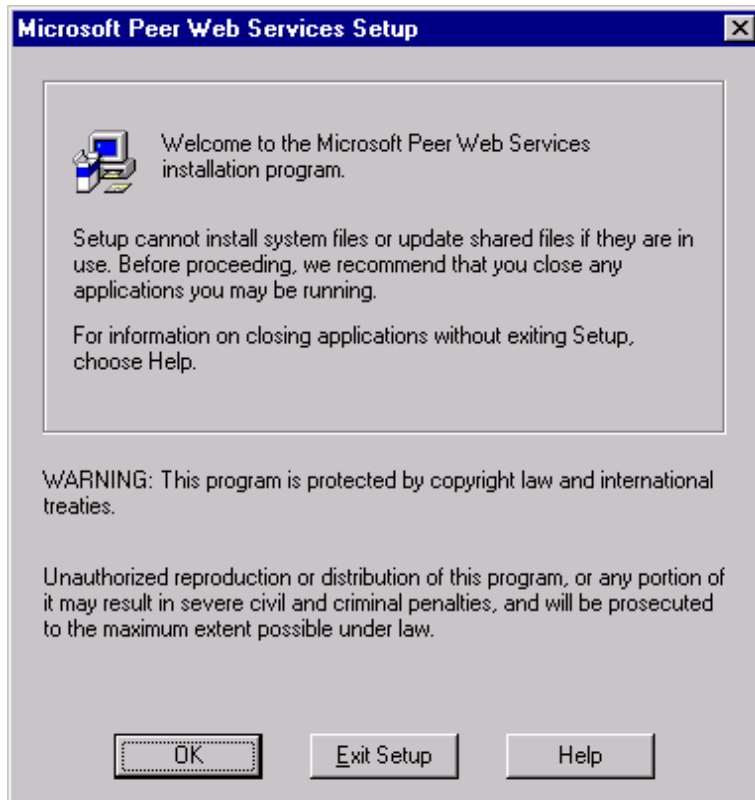 Microsoft Peer Web Services Setup
Welcome to the Microsoft Peer Web Services
installation program.
Setup cannot install system files or update shared files if they are in
use. Before proceeding, we recommend that you close any
applications you may be running.
For information on closing applications without exiting Setup,
choose Help.
WARNING: This program is protected by copyright law and international
treaties.
Unauthorized reproduction or distribution of this program, or any portion of
it may result in severe civil and criminal penalties, and will be prosecuted
to the maximum extent possible under law.
OK Exit Setup Help